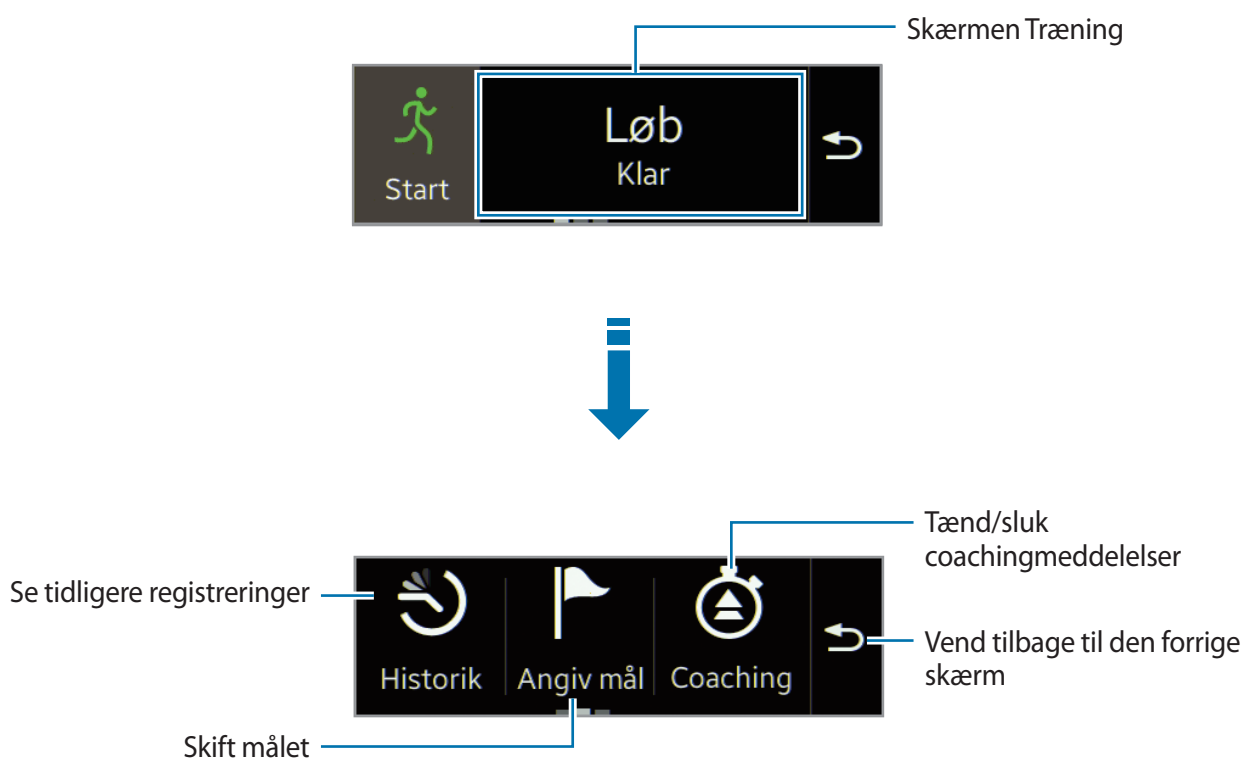 Skærmen Træning
Løb
Klar
Start
Tænd/sluk
coachingmeddelelser
Se tidligere registreringer
Vend tilbage til den forrige
skærm
Historik
Angiv mål
Coaching
Skift målet